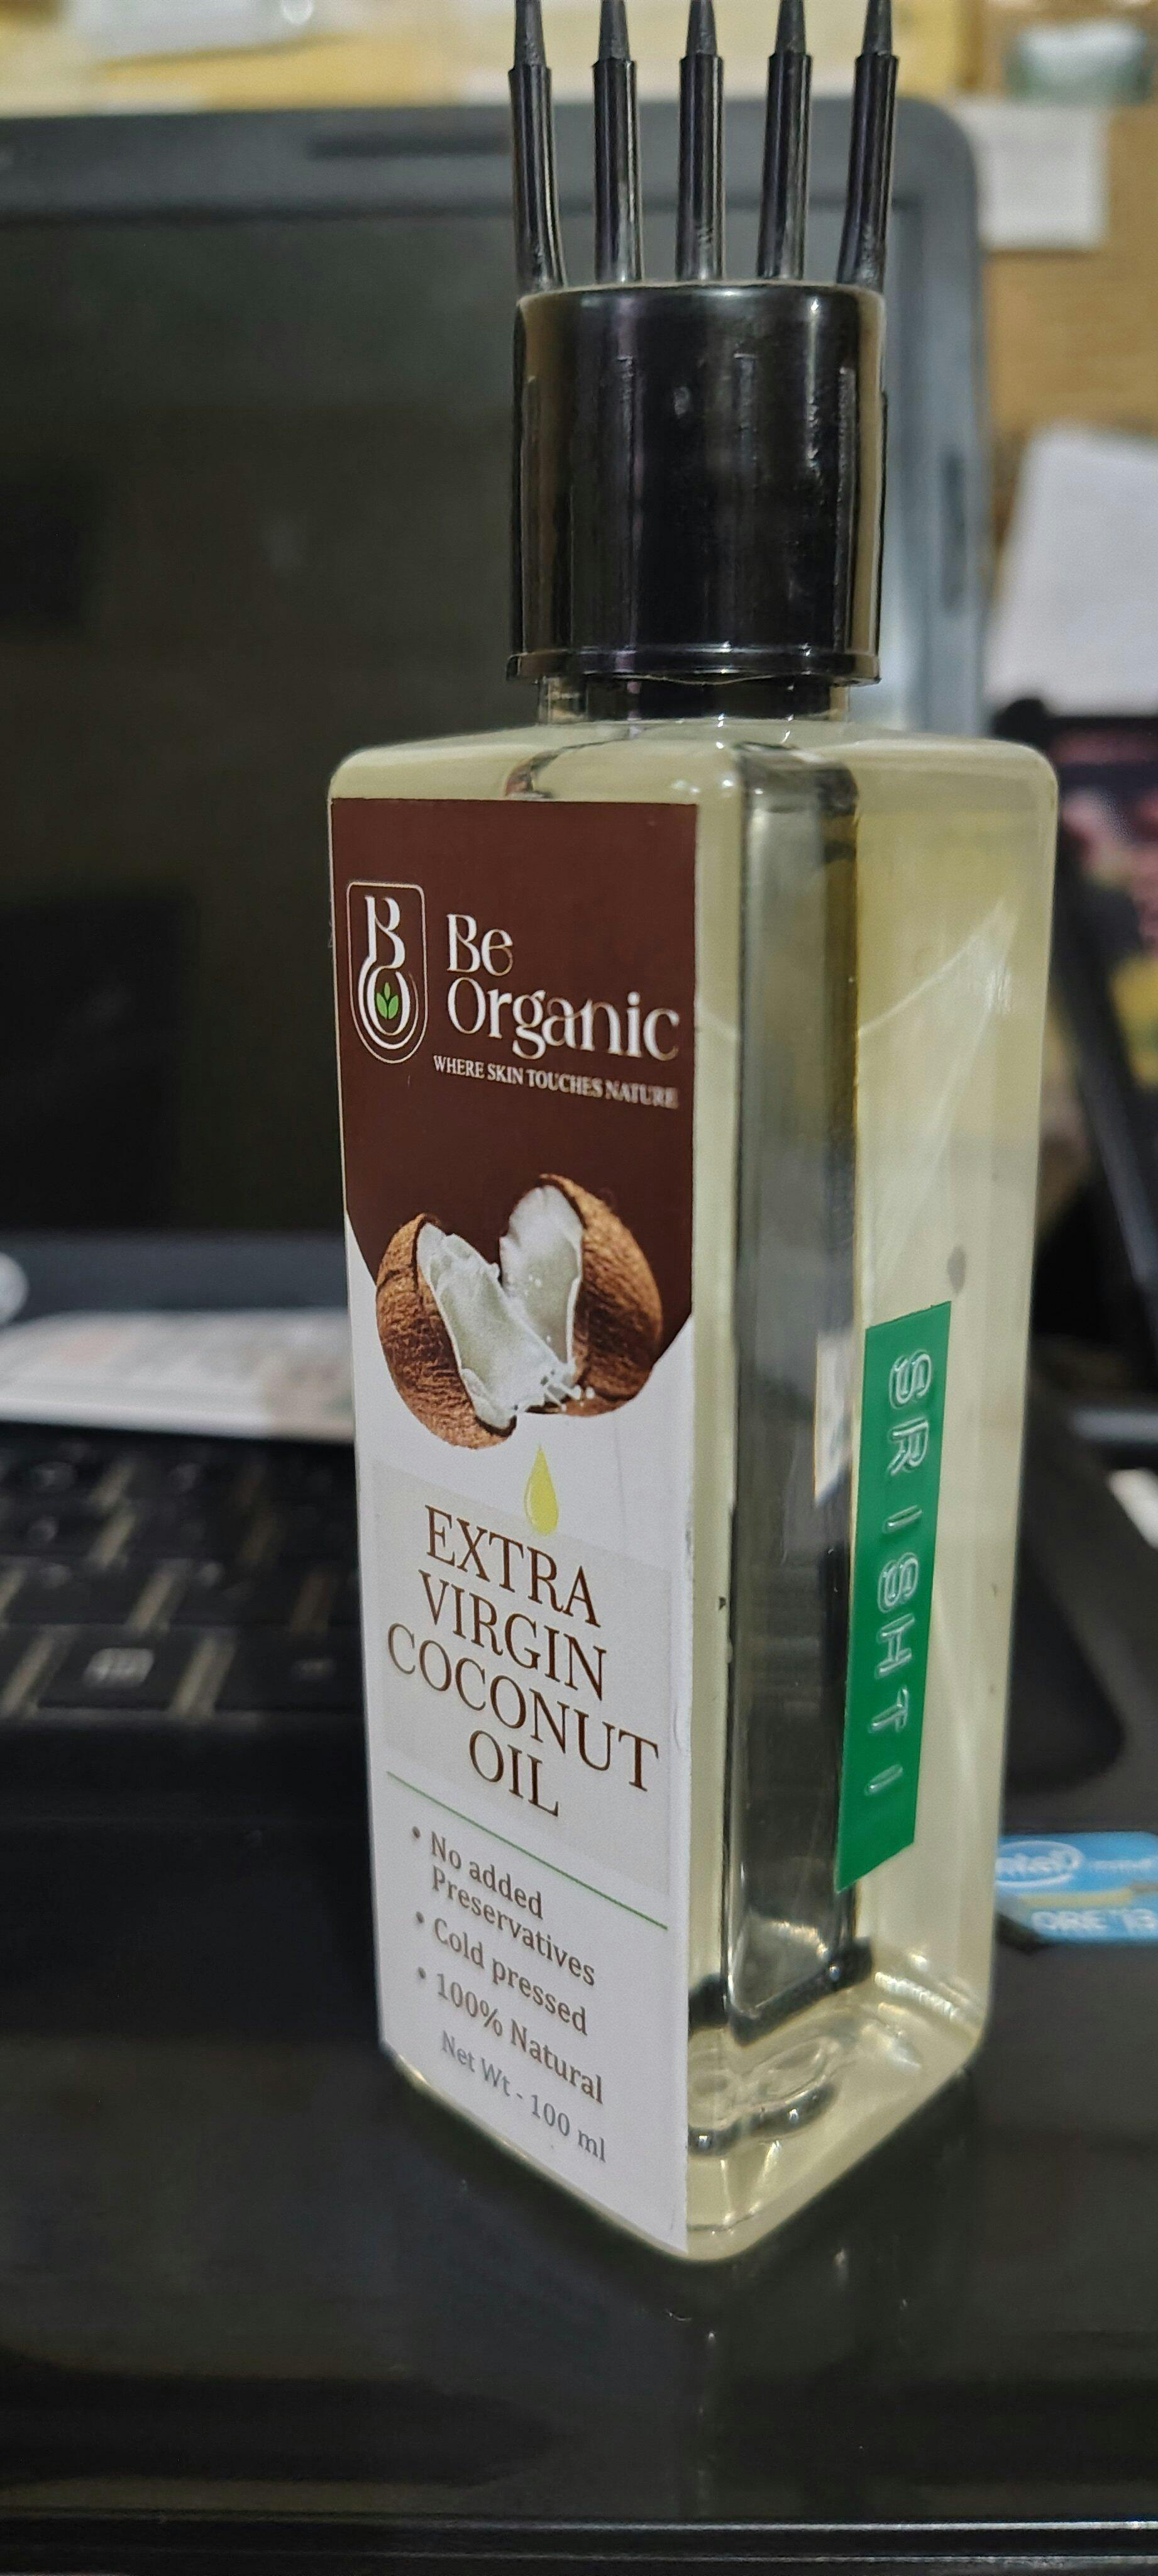 Be
Organic
WHERE SKIN TOUCHES NATURE
EXTRA
VIRGIN
COCONUT
OIL
• No added
Preservatives
• Cold pressed
• 100% Natural
Net Wt - 100 ml
SRISHTI
intel